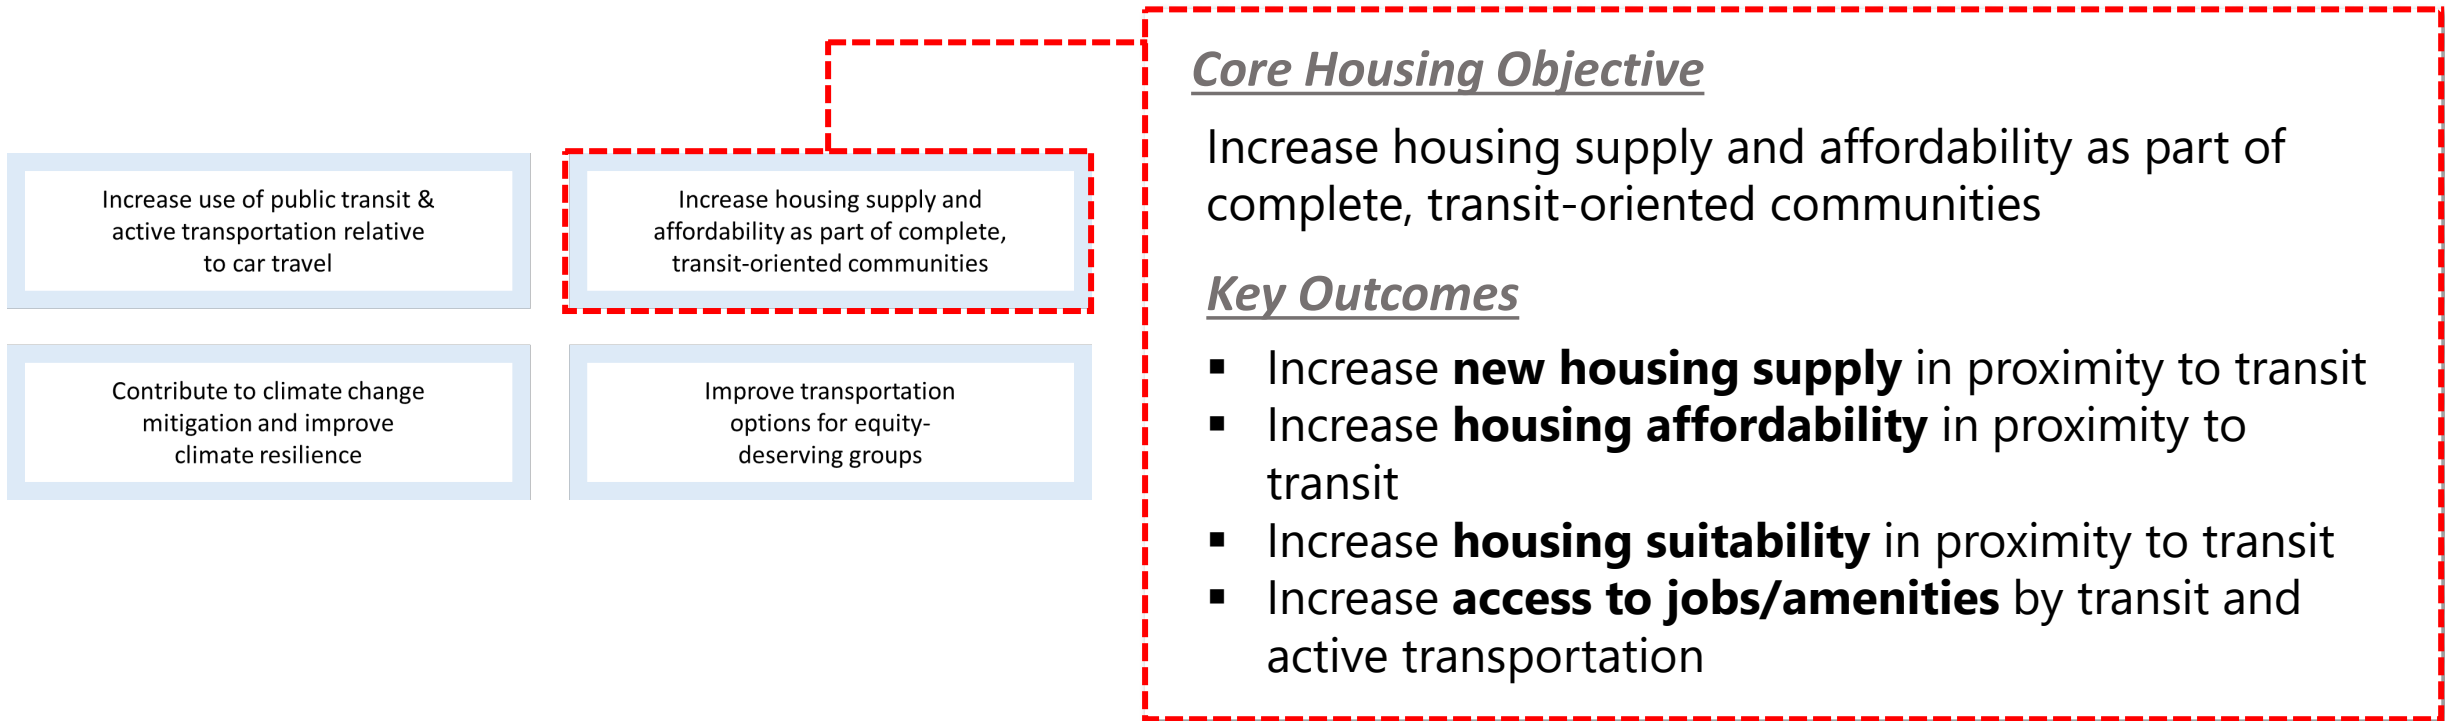 Increase use of public transit &
active transportation relative
to car travel
Increase housing supply and
affordability as part of complete,
transit-oriented communities
Contribute to climate change
mitigation and improve
climate resilience
Improve transportation
options for equity-
deserving groups
Core Housing Objective
Increase housing supply and affordability as part of
complete, transit-oriented communities
Key Outcomes
▪ Increase new housing supply in proximity to transit
▪ Increase housing affordability in proximity to
transit
▪ Increase housing suitability in proximity to transit
▪ Increase access to jobs/amenities by transit and
active transportation